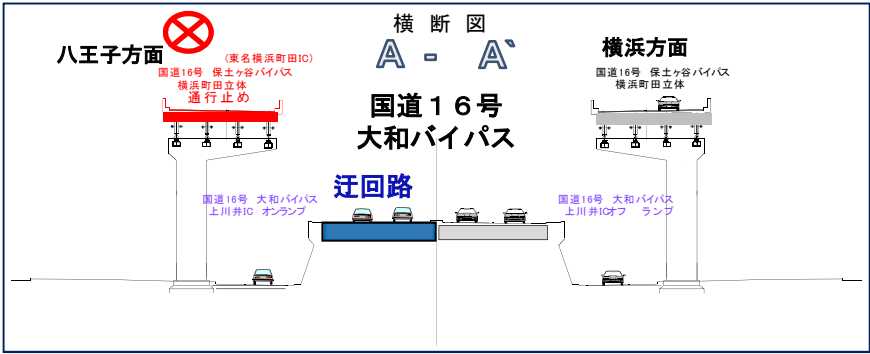 横 断 図
A - A`
八王子方面
(東名横浜町田IC)
国道16号 保土ヶ谷バイパス
横浜町田立体
通行止め
横浜方面
国道16号 保土ヶ谷バイパス
横浜町田立体
国道16号
大和バイパス
迂回路
国道16号 大和バイパス
上川井IC オンランプ
国道16号 大和バイパス
上川井ICオフ ランプ